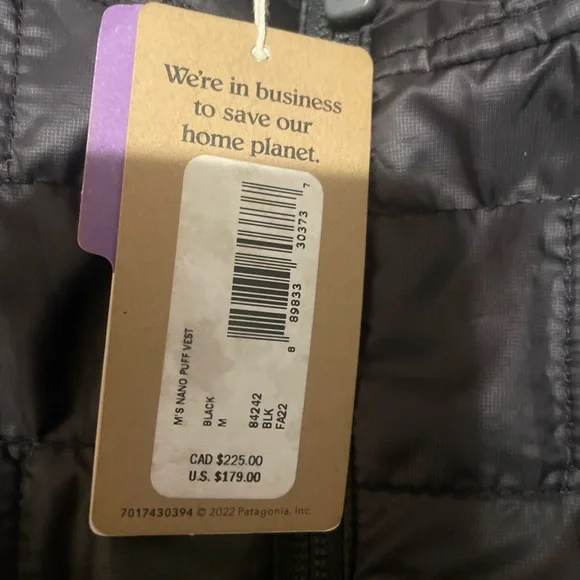 We're in business
to save our
home planet.
8 89833 30373 7
M'S NANO PUFF VEST
BLACK
M
84242
BLK
FA22
CAD $225.00
U.S. $179.00
7017430394 © 2022 Patagonia, Inc.